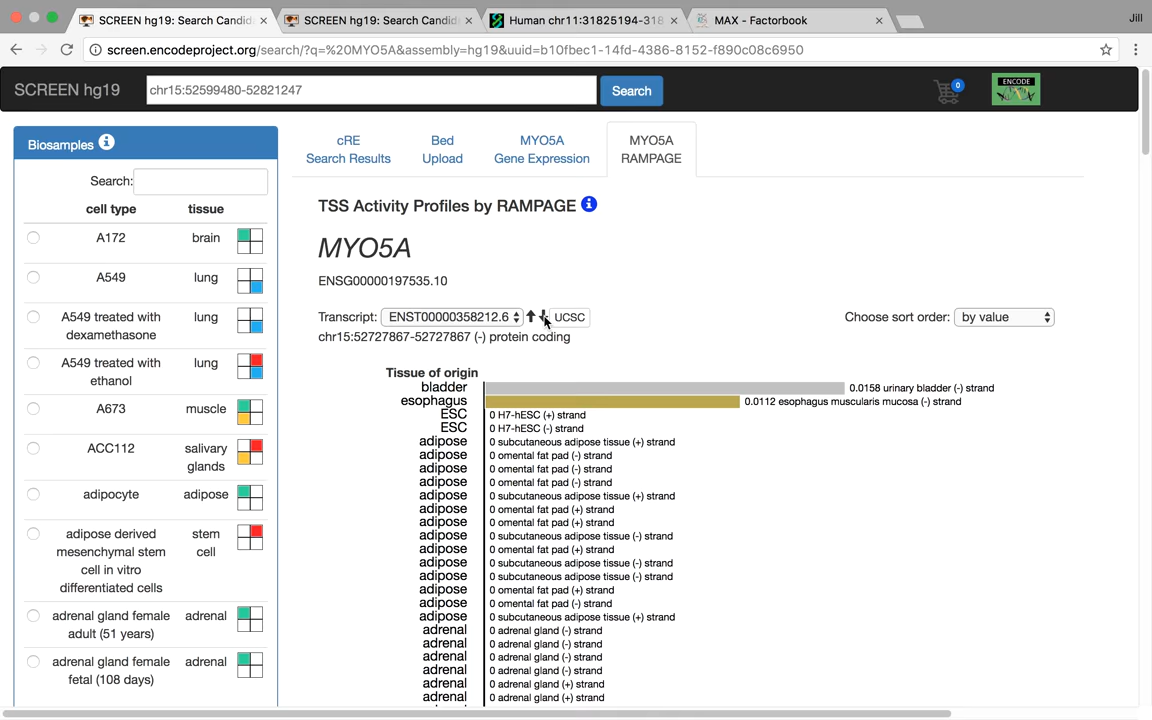 SCREEN hg19: Search Candid
SCREEN hg19: Search Candid
Human chr11:31825194-318
MAX - Factorbook
Jill
screen.encodeproject.org/search/?q=%20MYO5A&assembly=hg19&uuid=b10fbec1-14fd-4386-8152-f890c08c6950
SCREEN hg19
chr15:52599480-52821247
Search
0
ENCODE
Biosamples
Search:
cell type tissue
A172 brain
A549 lung
A549 treated with dexamethasone lung
A549 treated with ethanol lung
A673 muscle
ACC112 salivary glands
adipocyte adipose
adipose derived mesenchymal stem cell in vitro differentiated cells stem cell
adrenal gland female adult (51 years) adrenal
adrenal gland female fetal (108 days) adrenal
cRE Search Results
Bed Upload
MYO5A Gene Expression
MYO5A RAMPAGE
TSS Activity Profiles by RAMPAGE
MYO5A
ENSG00000197535.10
Transcript: ENST00000358212.6 UCSC
Choose sort order: by value
chr15:52727867-52727867 (-) protein coding
Tissue of origin
bladder 0.0158 urinary bladder (-) strand
esophagus 0.0112 esophagus muscularis mucosa (-) strand
ESC 0 H7-hESC (+) strand
ESC 0 H7-hESC (-) strand
adipose 0 subcutaneous adipose tissue (+) strand
adipose 0 omental fat pad (-) strand
adipose 0 omental fat pad (-) strand
adipose 0 omental fat pad (-) strand
adipose 0 subcutaneous adipose tissue (+) strand
adipose 0 omental fat pad (+) strand
adipose 0 omental fat pad (+) strand
adipose 0 subcutaneous adipose tissue (-) strand
adipose 0 omental fat pad (+) strand
adipose 0 subcutaneous adipose tissue (-) strand
adipose 0 subcutaneous adipose tissue (-) strand
adipose 0 omental fat pad (+) strand
adipose 0 omental fat pad (-) strand
adipose 0 subcutaneous adipose tissue (+) strand
adrenal 0 adrenal gland (-) strand
adrenal 0 adrenal gland (-) strand
adrenal 0 adrenal gland (-) strand
adrenal 0 adrenal gland (-) strand
adrenal 0 adrenal gland (+) strand
adrenal 0 adrenal gland (+) strand